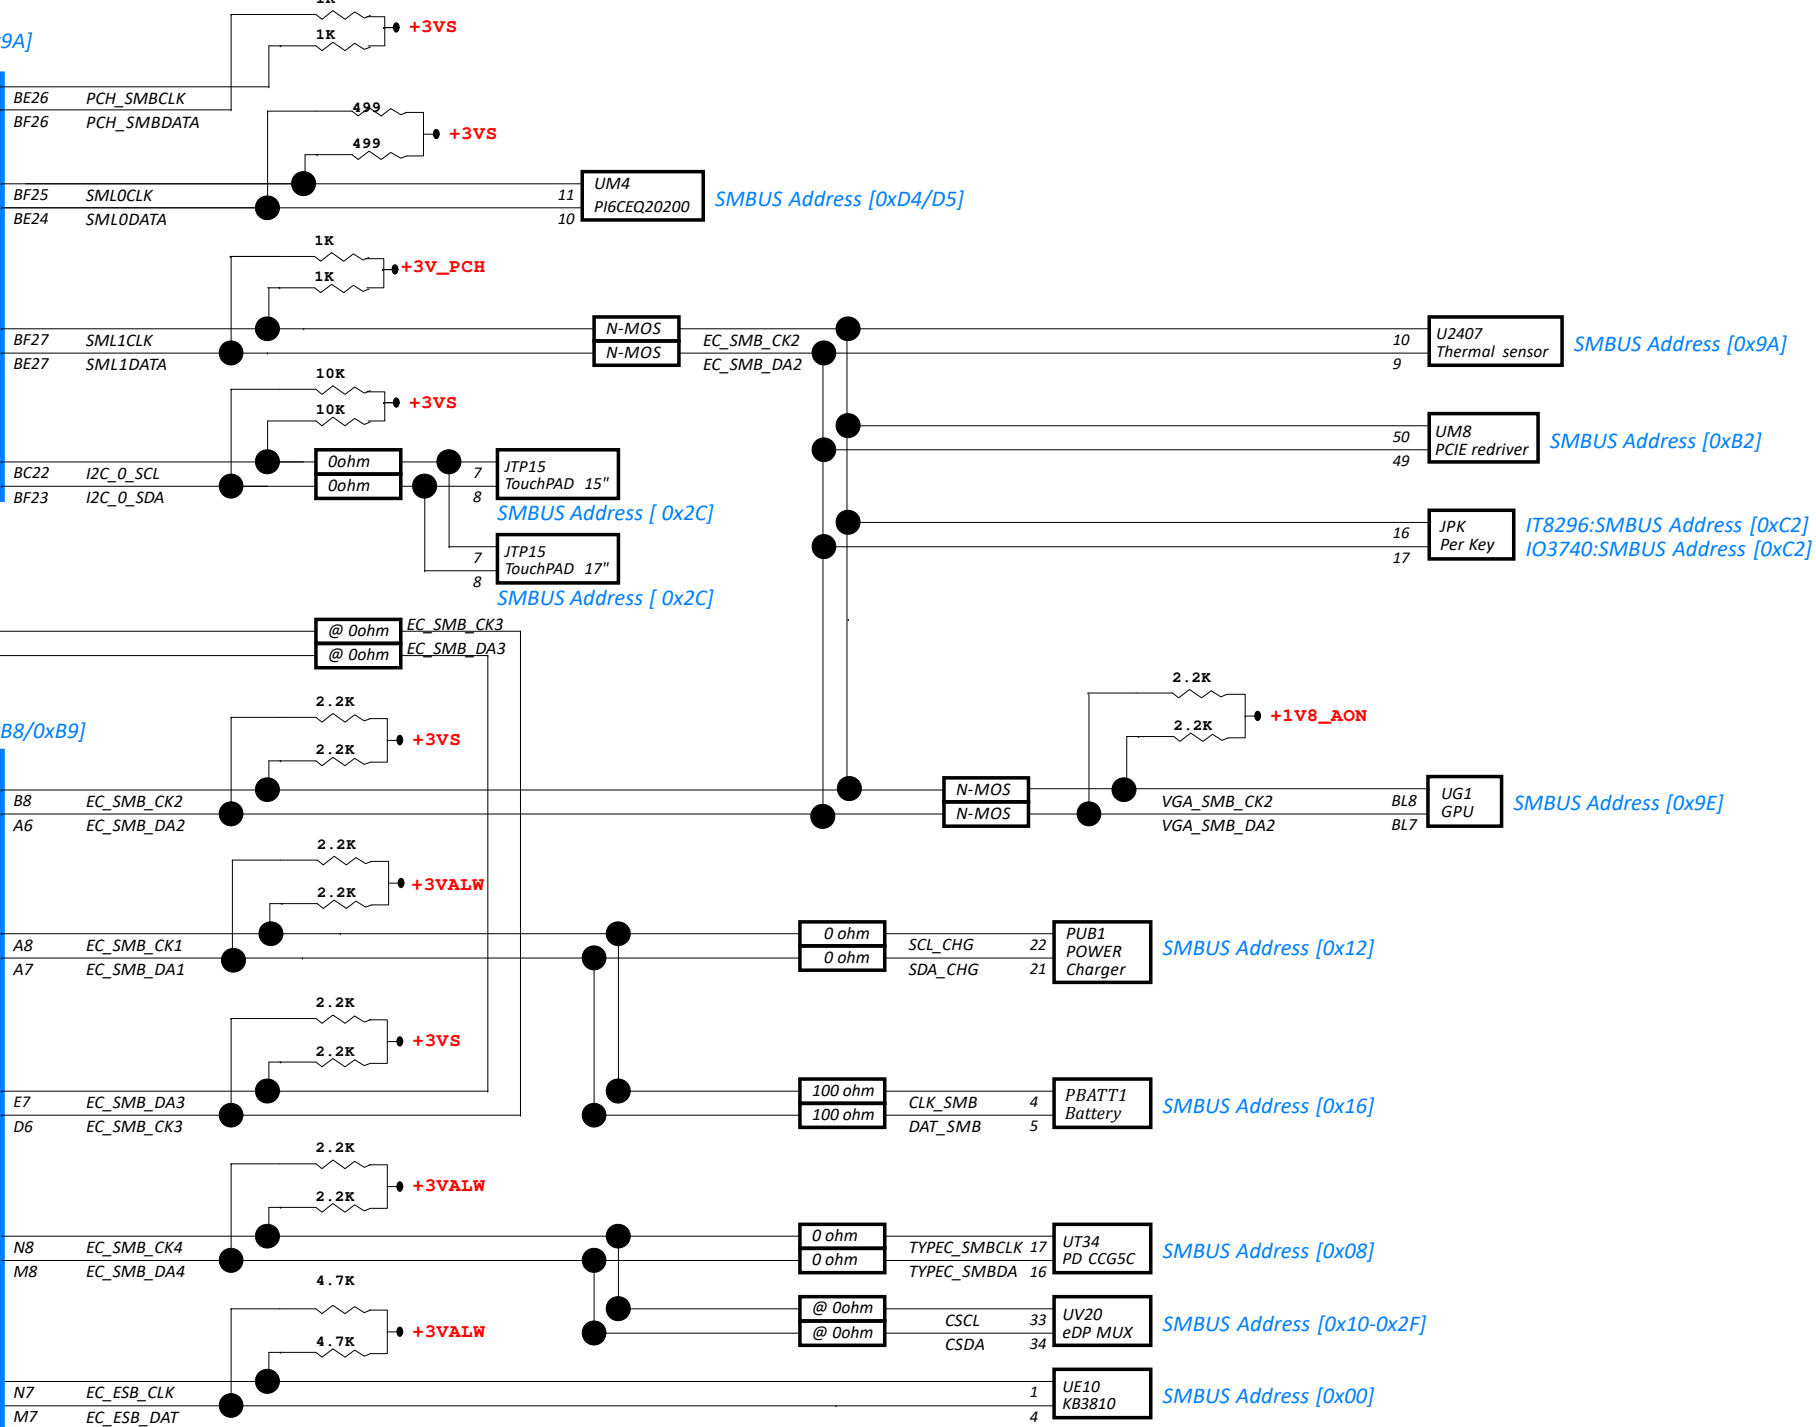 1K
+3VS
1K
9A]
BE26 PCH_SMBCLK
BF26 PCH_SMBDATA
499
+3VS
499
BF25 SML0CLK
BE24 SML0DATA
11
10
UM4
PI6CEQ20200
SMBUS Address [0xD4/D5]
1K
+3V_PCH
1K
BF27 SML1CLK
BE27 SML1DATA
N-MOS
N-MOS
EC_SMB_CK2
EC_SMB_DA2
10
9
U2407
Thermal sensor
SMBUS Address [0x9A]
10K
+3VS
10K
50
49
UM8
PCIE redriver
SMBUS Address [0xB2]
BC22 I2C_0_SCL
BF23 I2C_0_SDA
0ohm
0ohm
7
8
JTP15
TouchPAD 15"
SMBUS Address [ 0x2C]
16
17
JPK
Per Key
IT8296:SMBUS Address [0xC2]
IO3740:SMBUS Address [0xC2]
7
8
JTP15
TouchPAD 17"
SMBUS Address [ 0x2C]
@ 0ohm
@ 0ohm
EC_SMB_CK3
EC_SMB_DA3
2.2K
+3VS
2.2K
B8/0xB9]
2.2K
+1V8_AON
2.2K
B8 EC_SMB_CK2
A6 EC_SMB_DA2
N-MOS
N-MOS
VGA_SMB_CK2
VGA_SMB_DA2
BL8
BL7
UG1
GPU
SMBUS Address [0x9E]
2.2K
+3VALW
2.2K
A8 EC_SMB_CK1
A7 EC_SMB_DA1
0 ohm
0 ohm
SCL_CHG 22
SDA_CHG 21
PUB1
POWER
Charger
SMBUS Address [0x12]
2.2K
+3VS
2.2K
E7 EC_SMB_DA3
D6 EC_SMB_CK3
100 ohm
100 ohm
CLK_SMB 4
DAT_SMB 5
PBATT1
Battery
SMBUS Address [0x16]
2.2K
+3VALW
2.2K
N8 EC_SMB_CK4
M8 EC_SMB_DA4
0 ohm
0 ohm
TYPEC_SMBCLK 17
TYPEC_SMBDA 16
UT34
PD CCG5C
SMBUS Address [0x08]
4.7K
+3VALW
4.7K
@ 0ohm
@ 0ohm
CSCL 33
CSDA 34
UV20
eDP MUX
SMBUS Address [0x10-0x2F]
N7 EC_ESB_CLK
M7 EC_ESB_DAT
1
4
UE10
KB3810
SMBUS Address [0x00]